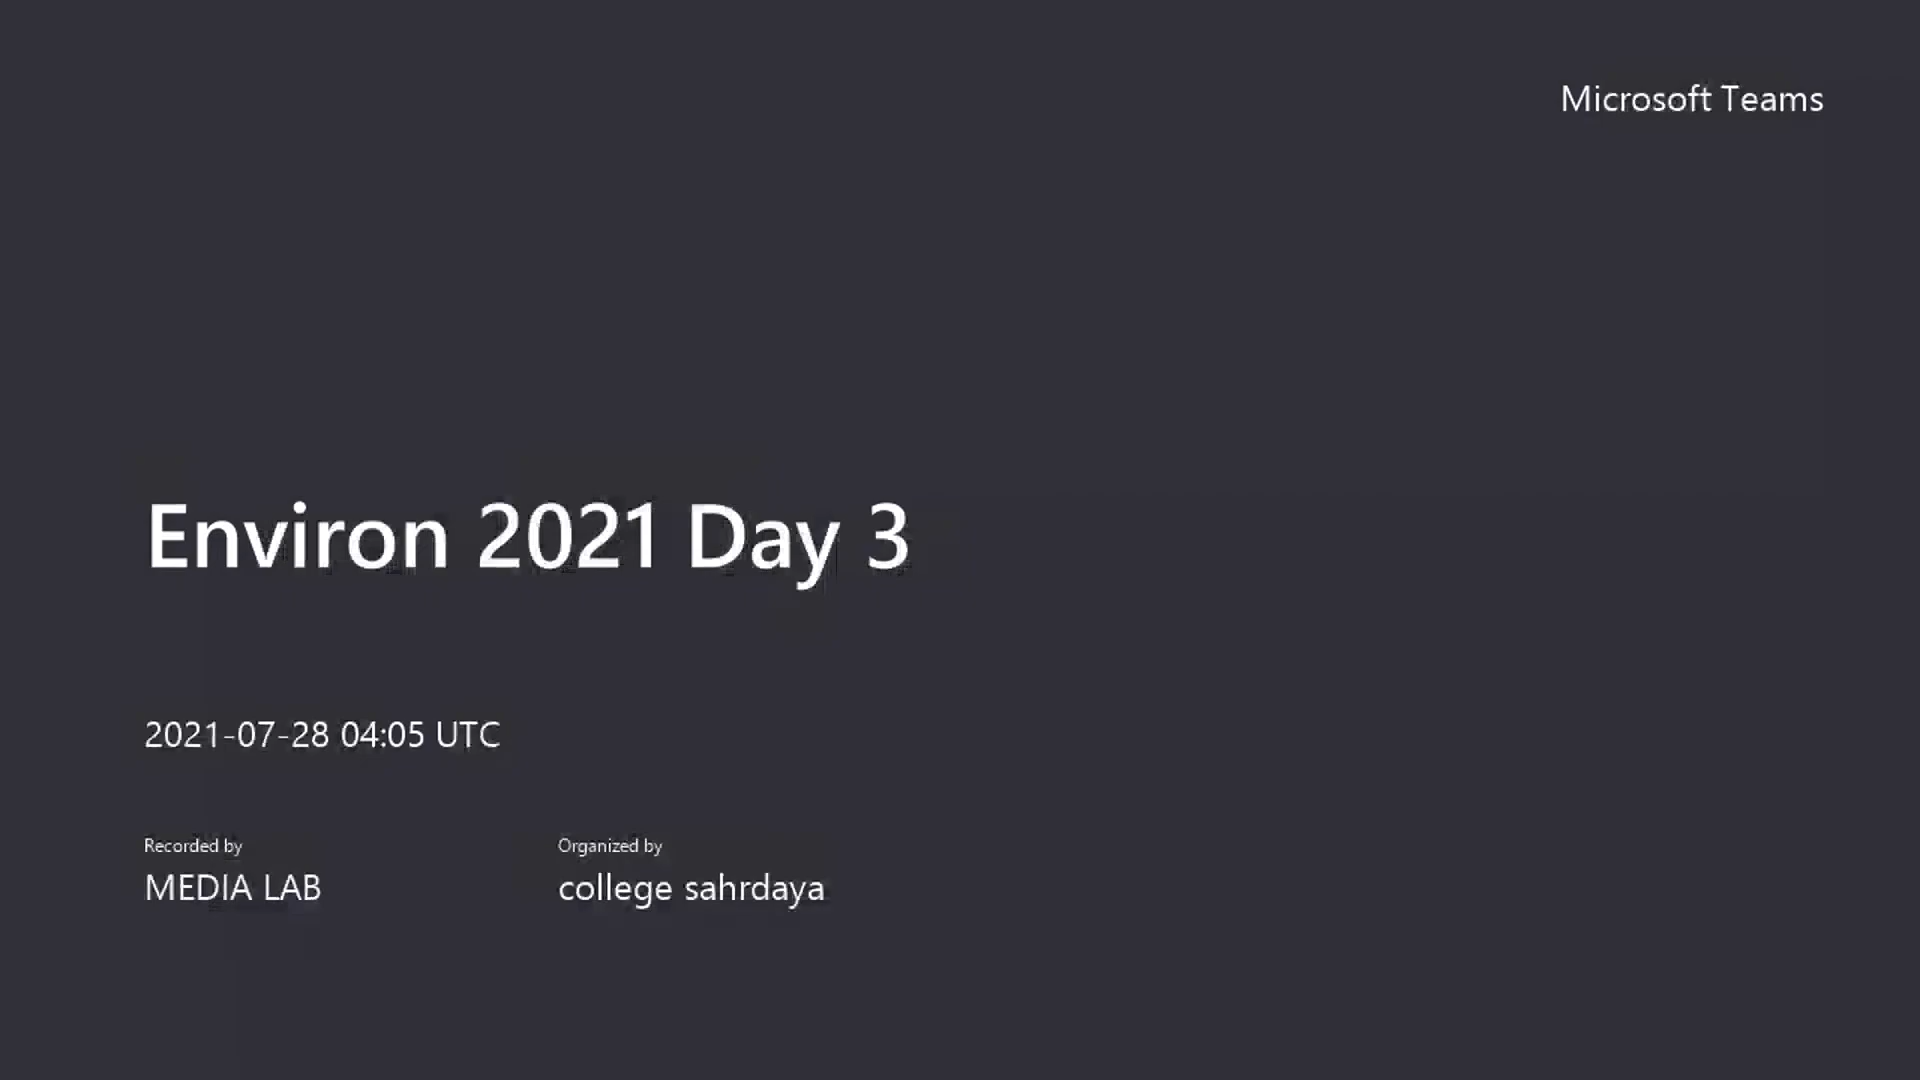 Microsoft Teams
Environ 2021 Day 3
2021-07-28 04:05 UTC
Recorded by
MEDIA LAB
Organized by
college sahrdaya